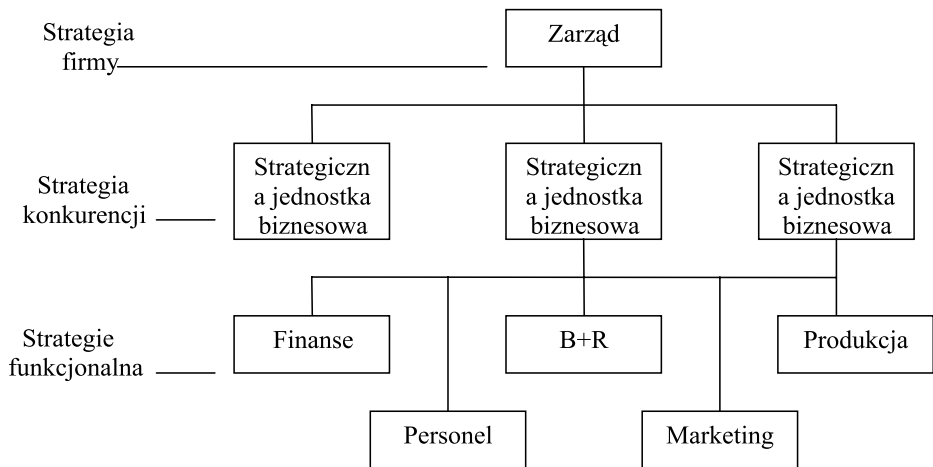 Strategia
firmy
Zarząd
Strategia
konkurencji
Strategiczn
a jednostka
biznesowa
Strategiczn
a jednostka
biznesowa
Strategiczn
a jednostka
biznesowa
Strategie
funkcjonalna
Finanse
B+R
Produkcja
Personel
Marketing